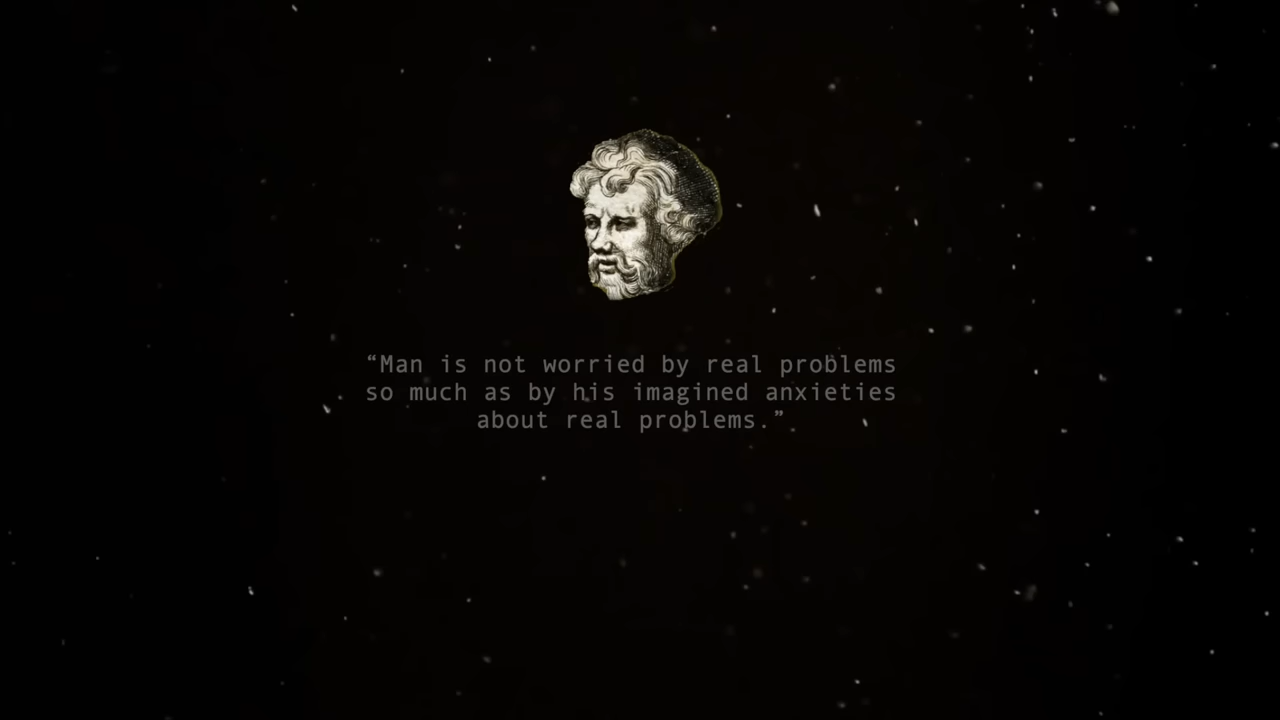 “Man is not worried by real problems
so much as by his imagined anxieties
about real problems.”